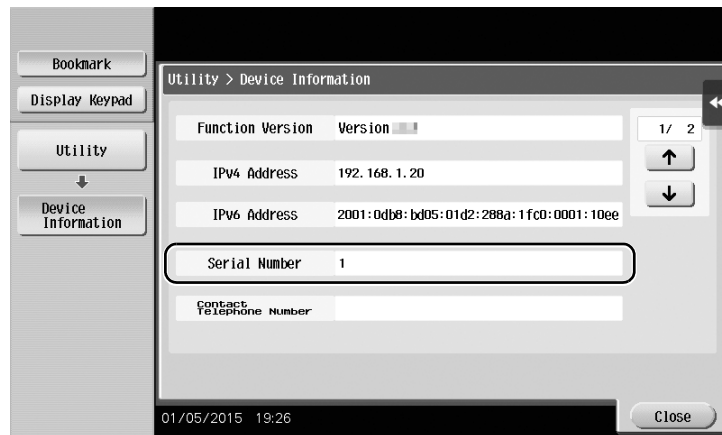 Bookmark
Display Keypad
Utility
Device
Information
Utility > Device Information
Function Version Version
IPv4 Address 192.168.1.20
IPv6 Address 2001:0db8:bd05:01d2:288a:1fc0:0001:10ee
Serial Number 1
Contact
Telephone Number
1/ 2
01/05/2015 19:26
Close